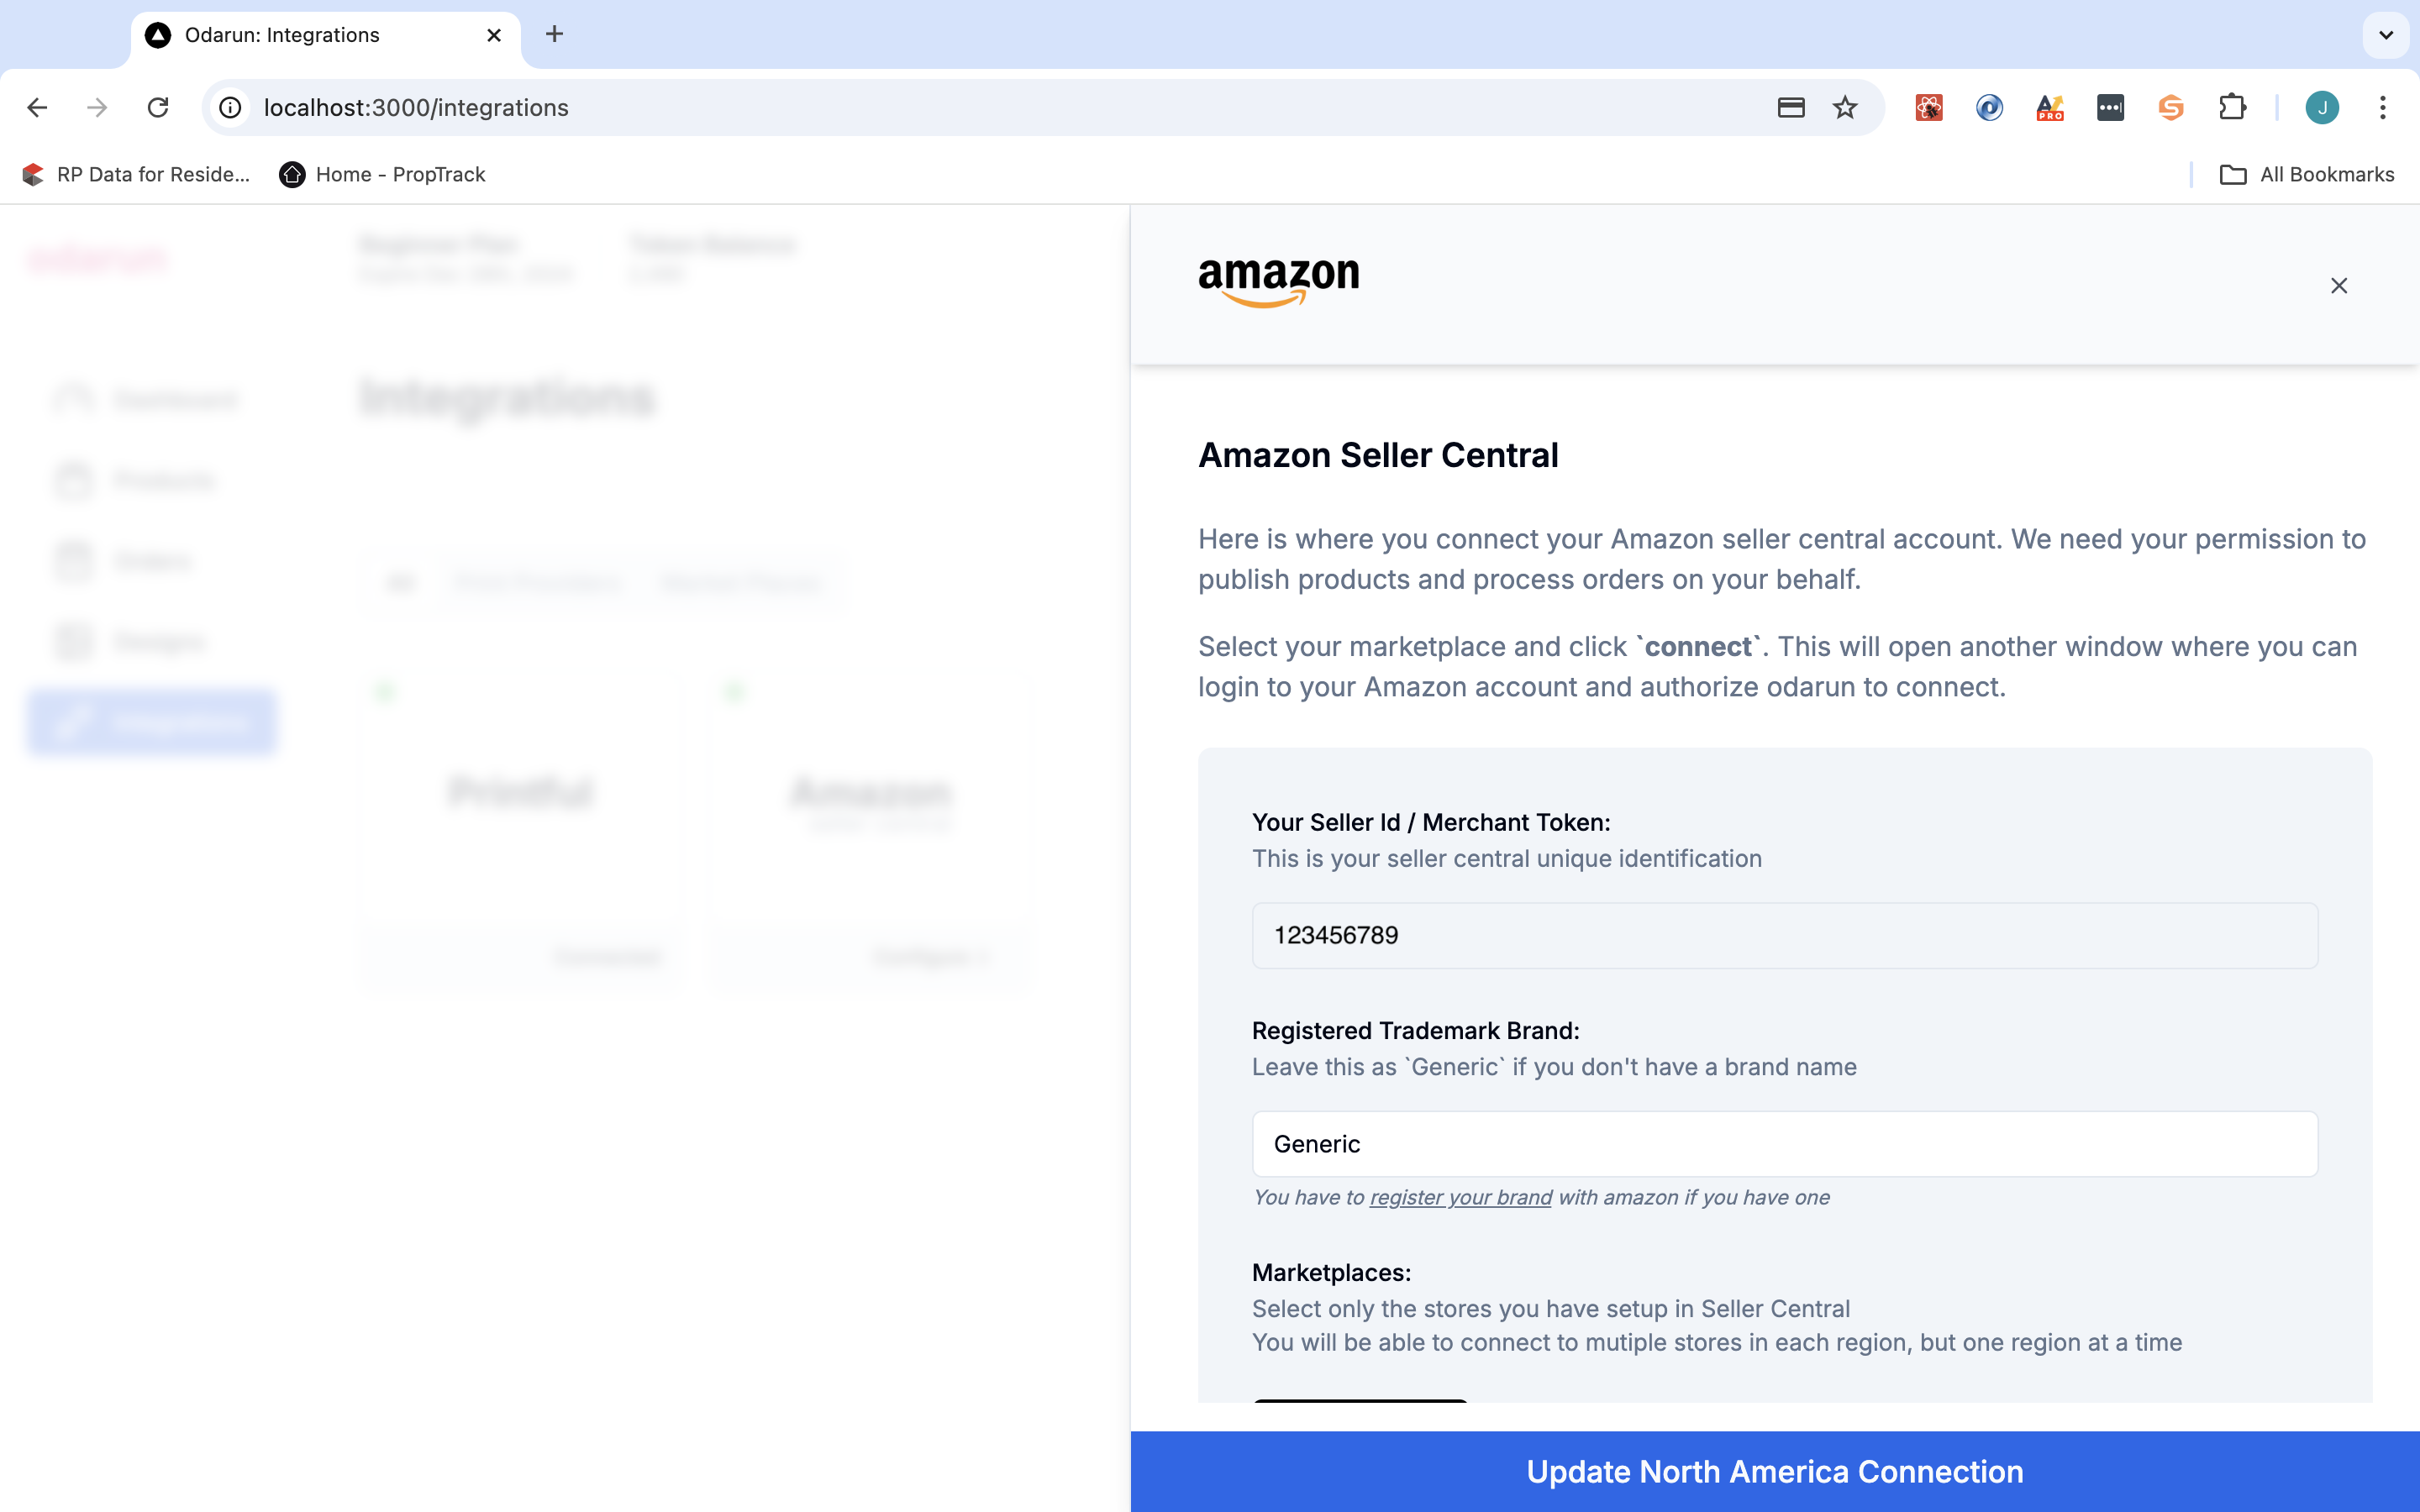 Odarun: Integrations
localhost:3000/integrations
PRO
J
RP Data for Reside...
Home - PropTrack
All Bookmarks
odarun
Integrations
Printful
Amazon
amazon
Amazon Seller Central
Here is where you connect your Amazon seller central account. We need your permission to
publish products and process orders on your behalf.
Select your marketplace and click `connect`. This will open another window where you can
login to your Amazon account and authorize odarun to connect.
Your Seller Id / Merchant Token:
This is your seller central unique identification
123456789
Registered Trademark Brand:
Leave this as `Generic` if you don't have a brand name
Generic
You have to register your brand with amazon if you have one
Marketplaces:
Select only the stores you have setup in Seller Central
You will be able to connect to mutiple stores in each region, but one region at a time
Update North America Connection